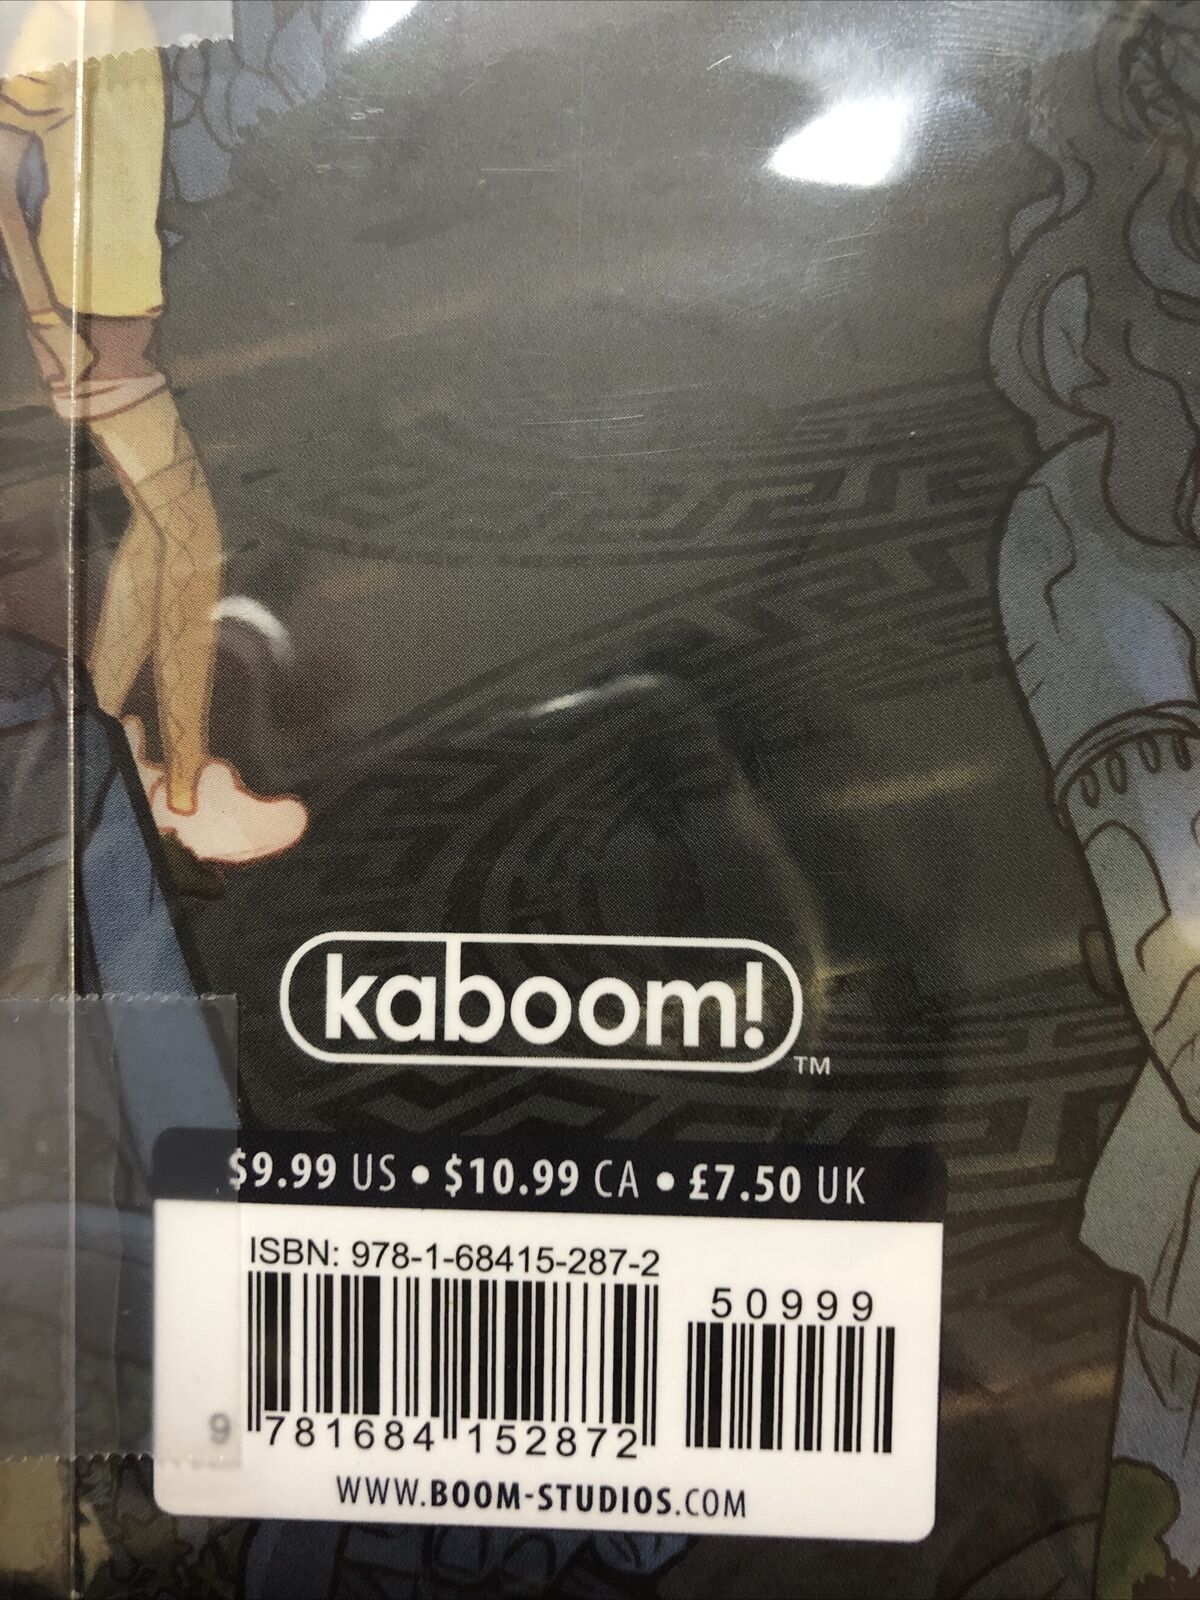 kaboom!
TM
$9.99 US • $10.99 CA • £7.50 UK
ISBN: 978-1-68415-287-2
50999
9 781684 152872
WWW.BOOM-STUDIOS.COM